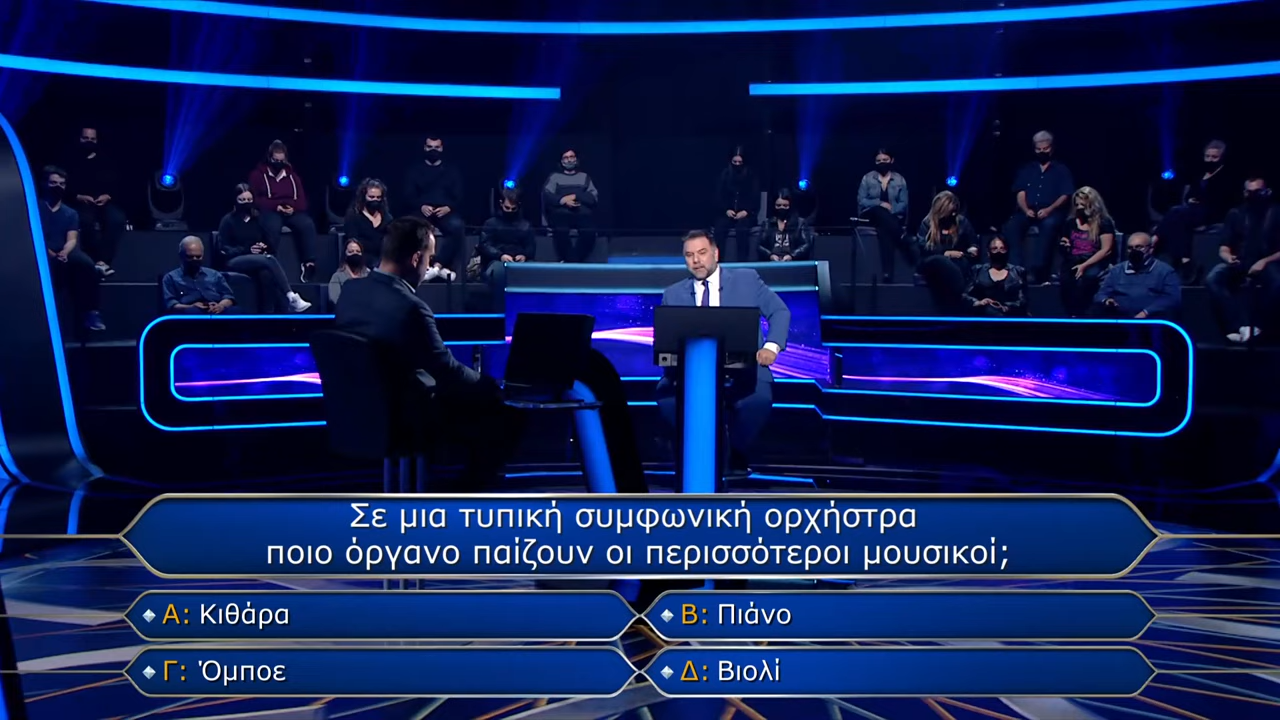 Σε μια τυπική συμφωνική ορχήστρα
ποιο όργανο παίζουν οι περισσότεροι μουσικοί;
Α: Κιθάρα
Β: Πιάνο
Γ: Όμποε
Δ: Βιολί